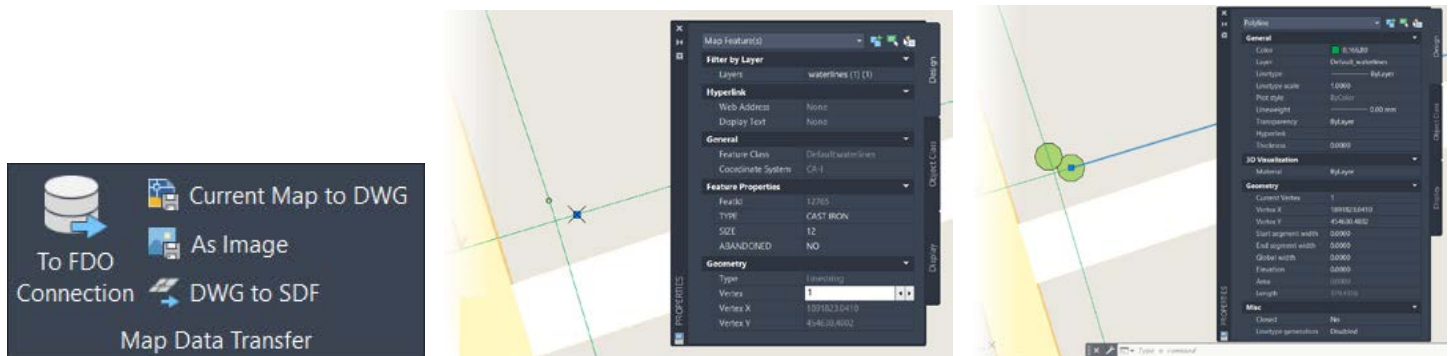 To FDO
Connection
Current Map to DWG
As Image
DWG to SDF
Map Data Transfer
Map Feature(s)
Filter by Layer
Layers waterlines (1) (1)
Hyperlink
Web Address None
Display Text None
General
Feature Class Default:waterlines
Coordinate System CA-I
Feature Properties
FeatId 12765
TYPE CAST IRON
SIZE 12
ABANDONED NO
Geometry
Type Linestring
Vertex 1
Vertex X 1891823.0410
Vertex Y 454630.4002
PROPERTIES
Design
Object Class
Display
Polyline
General
Color 0,166,80
Layer Default_waterlines
Linetype ByLayer
Linetype scale 1.0000
Plot style ByColor
Lineweight 0.00 mm
Transparency ByLayer
Hyperlink
Thickness 0.0000
3D Visualization
Material ByLayer
Geometry
Current Vertex 1
Vertex X 1891823.0410
Vertex Y 454630.4002
Start segment width 0.0000
End segment width 0.0000
Global width 0.0000
Elevation 0.0000
Area 0.0000
Length
Misc
Closed No
Linetype generation Disabled
PROPERTIES
Design
Object Class
Display
Type a command